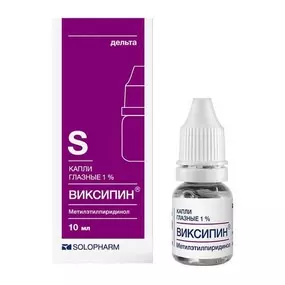 дельта
S
КАПЛИ
ГЛАЗНЫЕ 1 %
ВИКСИПИН®
Метилэтилпиридинол
10 мл
SOLOPHARM
КАПЛИ
ГЛАЗНЫЕ 1 %
ВИКСИПИН®
Метилэтилпиридинол